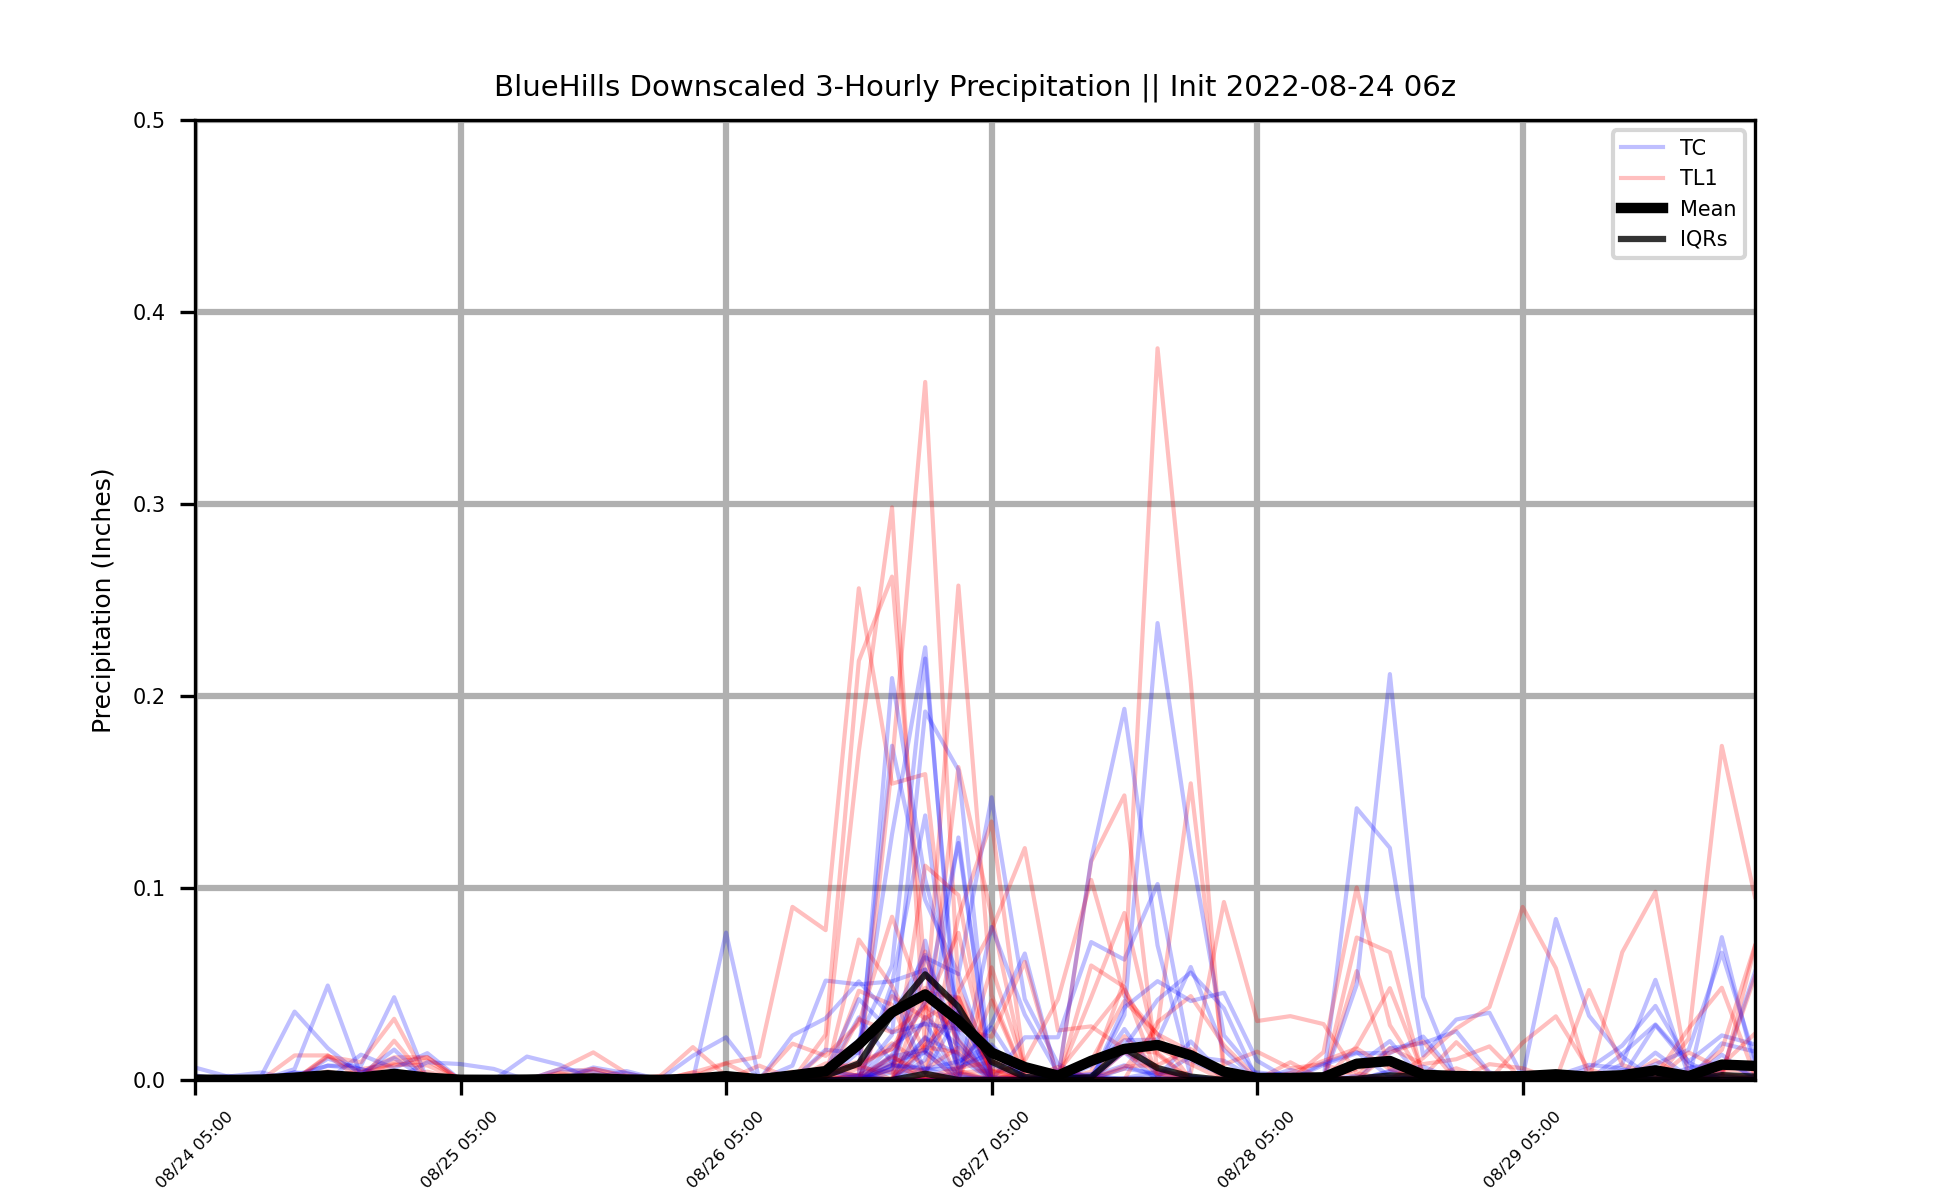 BlueHills Downscaled 3-Hourly Precipitation || Init 2022-08-24 06z
TC
TL1
Mean
IQRs
Precipitation (Inches)
0.5
0.4
0.3
0.2
0.1
0.0
08/24 05:00
08/25 05:00
08/26 05:00
08/27 05:00
08/28 05:00
08/29 05:00